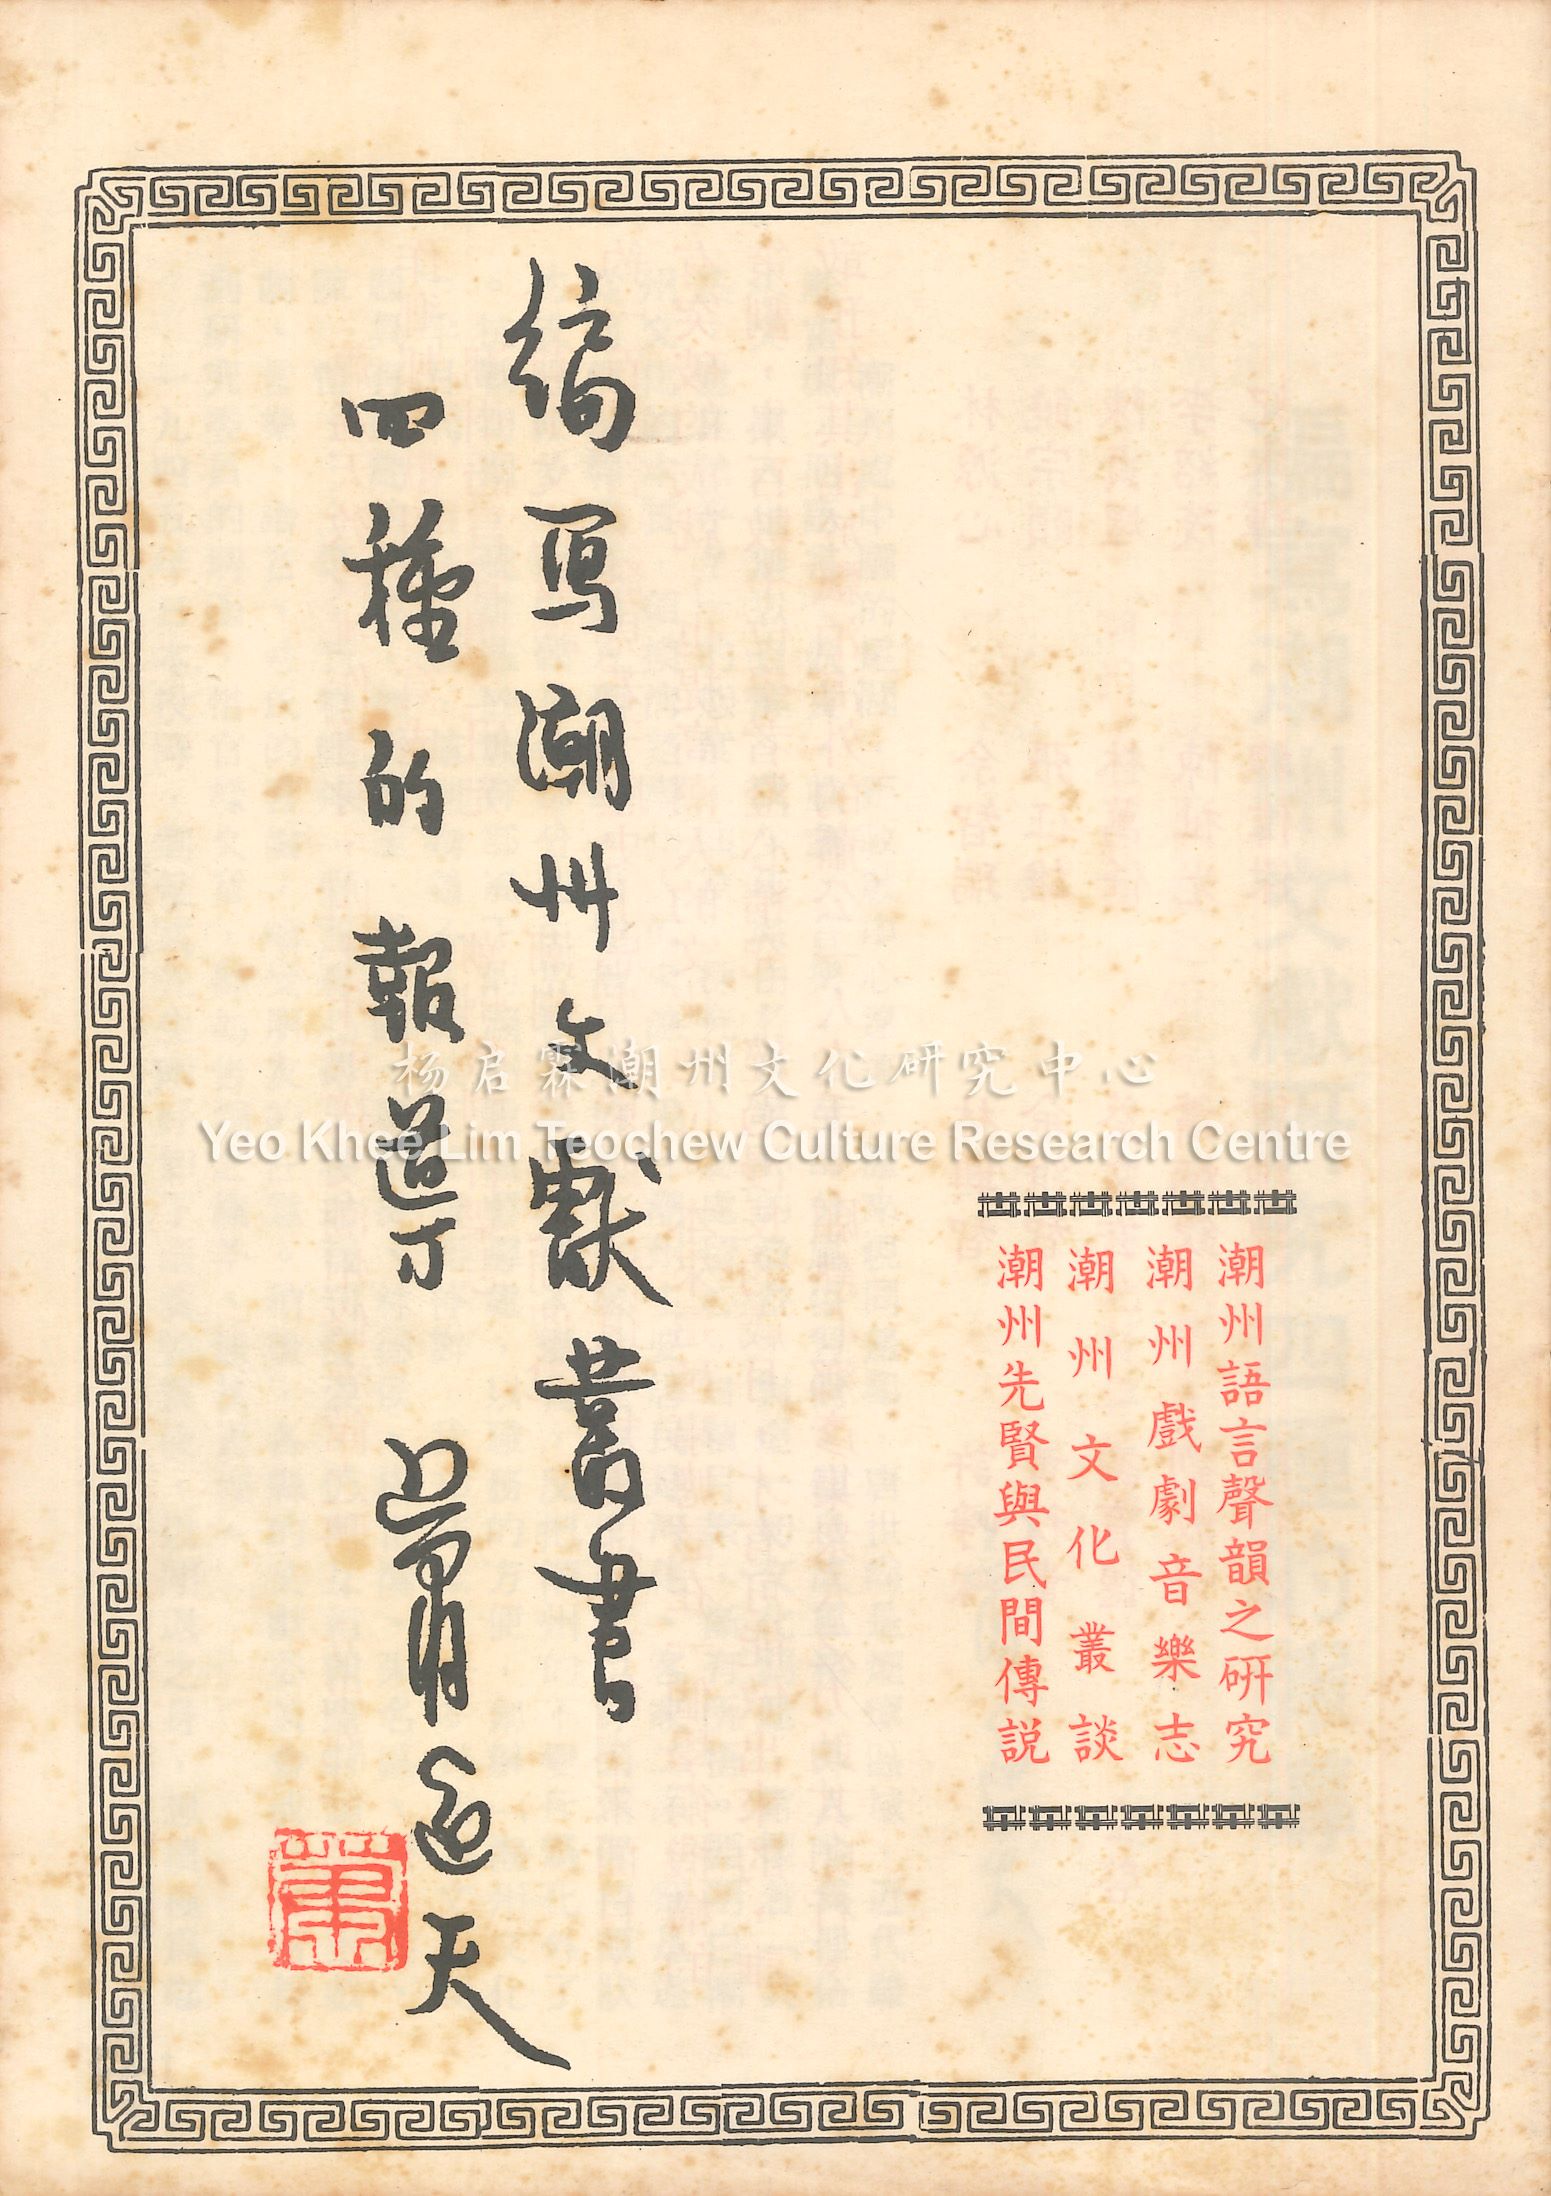 潮州語言聲韻之研究
潮州戲劇音樂志
潮州文化叢談
潮州先賢與民間傳説
編写潮州文獻叢書
四種的報導
蕭遥天
蕭
杨启霖潮州文化研究中心
Yeo Khee Lim Teochew Culture Research Centre